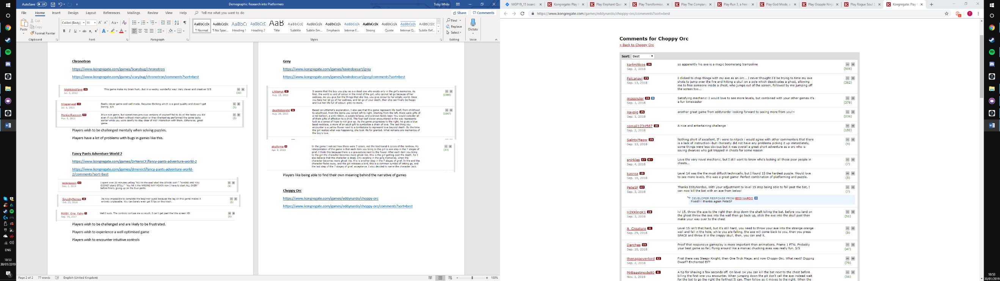 AutoSave Off
Demographic Research into Platformers
Toby White
File Home Insert Design Layout References Mailings Review View Help Tell me what you want to do
Share Comments
Paste
Cut
Copy
Format Painter
Clipboard
Calibri (Body) 11
Font
Paragraph
AaBbCcDc AaBbCcDc AaBbC AaBbCcD AaB AaBbCcD AaBbCcDc AaBbCcDc AaBbCcDc AaBbCcDc AaBbCcDc AaBbCcDc AABBCCDC
¶ Normal ¶ No Spac... Heading 1 Heading 2 Title Subtitle Subtle Em... Emphasis Intense E... Strong Quote Intense Q... Subtle Ref...
Styles
Find
Replace
Select
Editing
Dictate
Voice
Chronotron
https://www.kongregate.com/games/Scarybug/chronotron
https://www.kongregate.com/games/scarybug/chronotron/comments?sort=best
NightAndFaye
Jul. 3, 2012
This game make my brain hurt...but in a wacky, wonderful way! Very clever and creative! 5/5
(33)
Slipperveel
Jul. 6, 2011
Really clever game and well made. Requires thinking which is a good quality and doesn't get
boring. 4/5
(5)
ManiacRaccoon
Mar. 5, 2011
It's a nice game, but sometimes previous versions of yourself fail to do all the tasks you did
even if you did them without interruption or they themselves performed the same tasks
earlier while you were careful to stay clear of ANY interaction with them. Otherwise, great
game.
(5)
Players wish to be challenged mentally when solving puzzles.
Players have a lot of problems with bugs in games like this.
Fancy Pants Adventure World 2
https://www.kongregate.com/games/DrNeroCF/fancy-pants-adventure-world-2
https://www.kongregate.com/games/drnerocf/fancy-pants-adventure-world-
2/comments?sort=best
ponypassin 42
Dec. 2, 2014
I spent over 20 minutes yelling "NO hit the snail shell the OTHER WAY!" "WHERE ARE YOU
GOING? stand STILL!" "You hit it the WRONG WAY AGAIN now I have to start ALL OVER!"
before finally giving up on the blue pants.
(6)
SquidlyMemes 14
Oct. 23, 2016
Its now impossible to complete the beginner quest because the lag on this game makes it
entirely unplayable. You can barely even get 5 fps on this trash.
(5)
RWBY_One_Fairy 5
Sep. 19, 2017
Well I suck. The controls confuse me so much, I can't get past the title screen XD
(5)
Players wish to be challenged and are likely to be frustrated.
Players wish to experience a well optimised game
Players wish to encounter intuitive controls
Grey
https://www.kongregate.com/games/kevindoesart/grey
https://www.kongregate.com/games/kevindoesart/grey/comments?sort=best
LittleHat
Aug. 15, 2011
It seems that the boy you play as is a dead one who exists only in the girl's memories. As
first, the world is void of colour in the mind of the girl, who cannot let go because of her
sadness. As you give her the things that she like, you give colour to her empty world. Once
you help her let go of her sadness, and let go of your death, then she can finally be happy
and live her life full of colour; grey no more.
(2385)
deathkknight
Aug. 28, 2011
Based on LittleHat's explanation, I also see that this game represent life itself, from childhood
to adulthood, from the items you collect left to right. Starting from the left, there were gifts of
a red balloon, a pink ribbon, a purple lollipop, and a brown teddy bear. You would consider all
of them gifts of affection to a child. The four-leaf clover encountered in the way represents
luck as a sense of hope to not give up. As the game progresses to the right, he gives a blue
bead necklace, a more of an adult gift to symbolize a chain of love. The last thing you
encounter is a yellow flower next to a tombstone to represent love beyond death. By the time
the girl realize what was happening, she took life for granted. What remains are mementos of
the boy's love.
(1547)
skullyme
Apr. 9, 2016
In the game I noticed how there were 7 colors, not the traditional 6 colors of the rainbow. My
interpretation of the game is that each item you bring to the girl is one step in the 7 stages of
grief. I think this because there is a gravestone next to the flower. After each item you bring
to the girl the character becomes more ghost like, this is the girl getting past the death, for I
also believe that the character is dead, only existing in the girls memories, when the
character becomes more ghost like, this is another step in the 7 stages of grief. In the end the
character fades away, and the girl releases a bird, this is a common symbol of letting go, and
the last step of the 7 stages of grief, acceptance. I also decided to name the character Jack.
(13)
Players like being able to find their own meaning behind the narrative of games
Choppy Orc
https://www.kongregate.com/games/eddynardo/choppy-orc
https://www.kongregate.com/games/eddynardo/choppy-orc/comments?sort=best
Page 2 of 2 77 words English (United Kingdom)
100%
ENG
18:53
30/01/2019
MGP19_15 board
Kongregate: Play f
Play Elephant Que
Play Transformice,
Play The Company
Play Run 3, a free
Play God Mode, a
Play Grapple Ninja
Play Rogue Soul 2,
Kongregate: Play f
https://www.kongregate.com/games/eddynardo/choppy-orc/comments?sort=best
Comments for Choppy Orc
« Back to Choppy Orc
Sort: Best
karimiticos 26
Sep. 2, 2018
so apparently his axe is a magic boomerang trampoline
(508)
Felcanavi 23
Sep. 13, 2018
I clicked to chop things with my axe as an orc... I never thought I'd be trying to time my axe
shots to jump over the fire and hitting a skull on a pole which deactivates a ghost, allowing
me to free someone inside a chest, who jumps out of the screen, followed by me jumping off
the screen too...
(362)
mossruler 26 D
Sep. 1, 2018
Satisfying mechanic! I would love to see more levels, but combined with your other games it's
a fun timewaster
(379)
Xavpig 35
Sep. 1, 2018
another great game from eddynardo! looking forward to seeing more from you!~
(236)
remail1234567 16
Sep. 2, 2018
A nice and entertaining challenge
(150)
SaintxMeow 25
Sep. 13, 2018
Nothing short of excellent, If i were to nitpick i would agree with other commenters that there
is a lack of instruction--but i honestly did not have any problems picking it up immediately,
some things were less obvious but it was overall a great short adventure as a orc who is
saving dwarves who got trapped in chests for some reason
(9)
snirkles 67 K+
Sep. 4, 2018
Love the very novel mechanic, but I still want to know who's locking all those poor people in
chests...
(7)
kasroa 18
Sep. 10, 2018
Level 14 was the the most difficlt technically, but I found 15 the hardest puzzle. Would love
to see more levels, this was a great game! Perfect combination of platforming and puzzle.
(9)
PeteSF 62
Sep. 3, 2018
Thanks EddyNardoo, With your adjustment to level 15 stop being able to fall past the bat, I
can now kill the bat with an axe from below!
(7)
DEVELOPER RESPONSE FROM EDDYNARDO D
Fixed!!! thanks again PeteSF
H2KKingK1 19
Sep. 3, 2018
lvl 15, throw the axe to the right then drop down the shaft killing the bat, before you land on
the ghost throw the axe into the wall then go back up, stick the axe into the skull post then
make your way over to the chest
(91)
A_Creature 11
Sep. 29, 2018
Level 15 isn't that hard, but it's still hard, you need to throw your axe into the strange orange
wall and fall in the hole, while you are falling, the axe will come back to you, then you press
SPACE and throw it in the creppy skull, then, you can end it.
(9)
Darches 65
Sep. 10, 2018
Proof that responsive gameplay is more important than animations. Frame 1 FTW. Probably
your best game so far; flying around like a maniac chucking axes was really fun. 5/5
(47)
thenagaoverlord 12
Sep. 2, 2018
First there was Sleepy Knight, then One Trick Mage, and now Choppy Orc. What next? Digging
Dwarf? Enchanted Elf?
(79)
MrBeastmode80 11
Nov. 1, 2018
A tip for shaving a few seconds off. On level 14 you can kill the bat next to the chest before
killing the first one you encounter. When jumping down the pit don't call the axe instead wait
for the bat to go the right the farthest It can. Then follow as it moves to the right. When the
(16)
18:53
30/01/2019